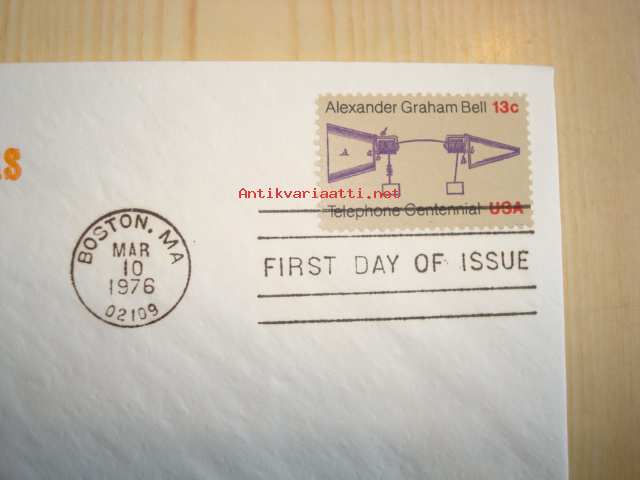 Alexander Graham Bell 13c
Antikvariaatti.net
Telephone Centennial USA
BOSTON, MA
MAR
10
1976
02109
FIRST DAY OF ISSUE